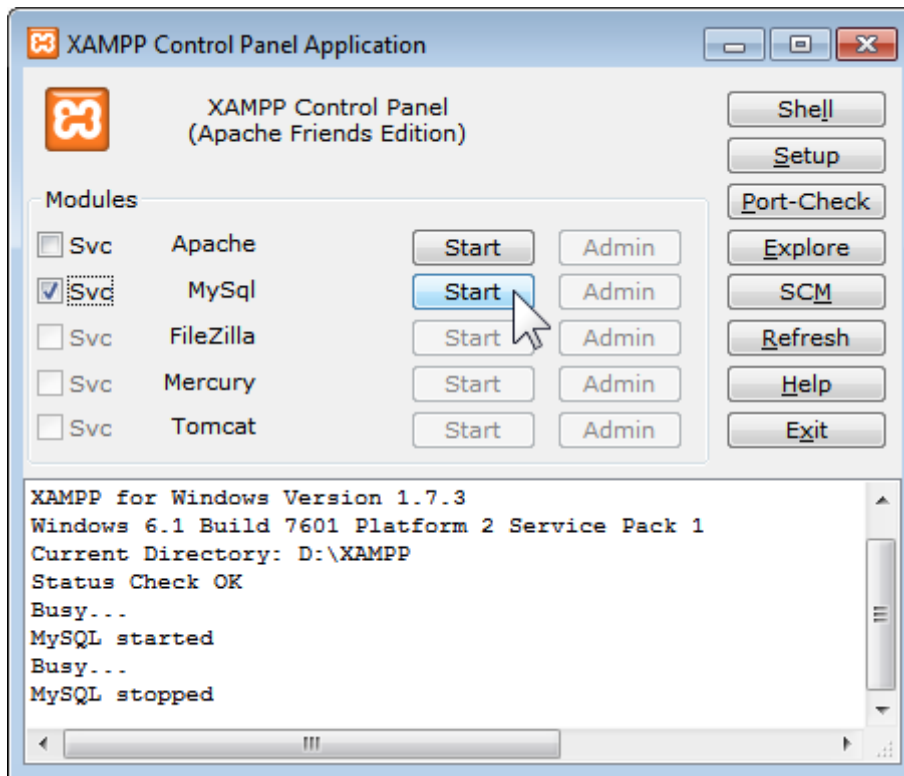 XAMPP Control Panel Application
XAMPP Control Panel
(Apache Friends Edition)
Shell
Setup
Port-Check
Explore
SCM
Refresh
Help
Exit
Modules
Svc Apache Start Admin
Svc MySql Start Admin
Svc FileZilla Start Admin
Svc Mercury Start Admin
Svc Tomcat Start Admin
XAMPP for Windows Version 1.7.3
Windows 6.1 Build 7601 Platform 2 Service Pack 1
Current Directory: D:\XAMPP
Status Check OK
Busy...
MySQL started
Busy...
MySQL stopped